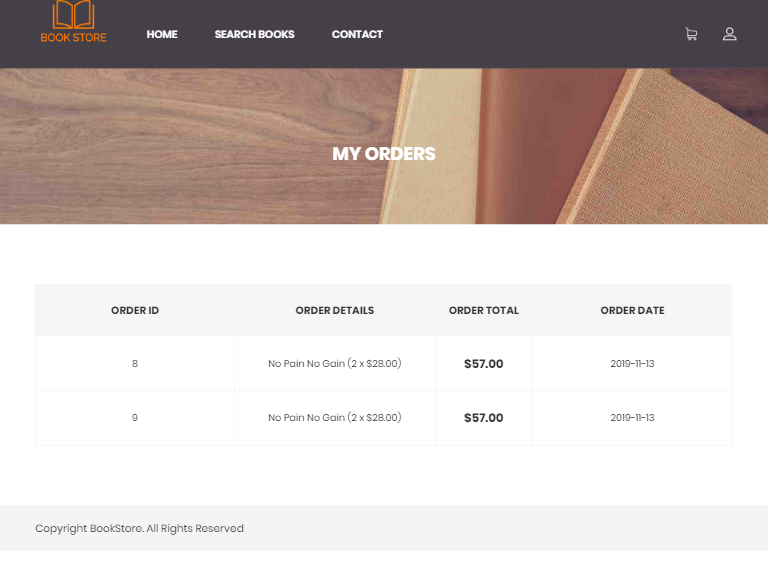 BOOK STORE
HOME SEARCH BOOKS CONTACT
MY ORDERS
ORDER ID ORDER DETAILS ORDER TOTAL ORDER DATE
8 No Pain No Gain (2 x $28.00) $57.00 2019-11-13
9 No Pain No Gain (2 x $28.00) $57.00 2019-11-13
Copyright BookStore. All Rights Reserved